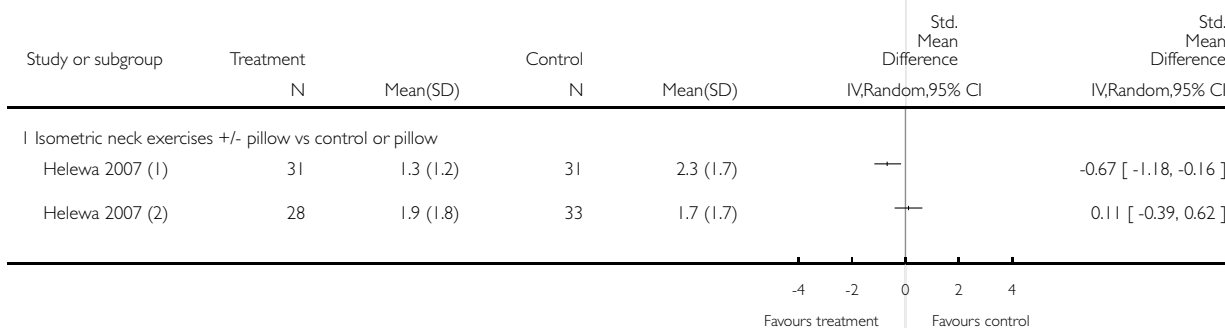 Std.
Mean
Difference
Std.
Mean
Difference
Study or subgroup Treatment Control
N Mean(SD) N Mean(SD) IV,Random,95% CI IV,Random,95% CI
1 Isometric neck exercises +/- pillow vs control or pillow
Helewa 2007 (1) 31 1.3 (1.2) 31 2.3 (1.7) -0.67 [ -1.18, -0.16 ]
Helewa 2007 (2) 28 1.9 (1.8) 33 1.7 (1.7) 0.11 [ -0.39, 0.62 ]
-4 -2 0 2 4
Favours treatment Favours control